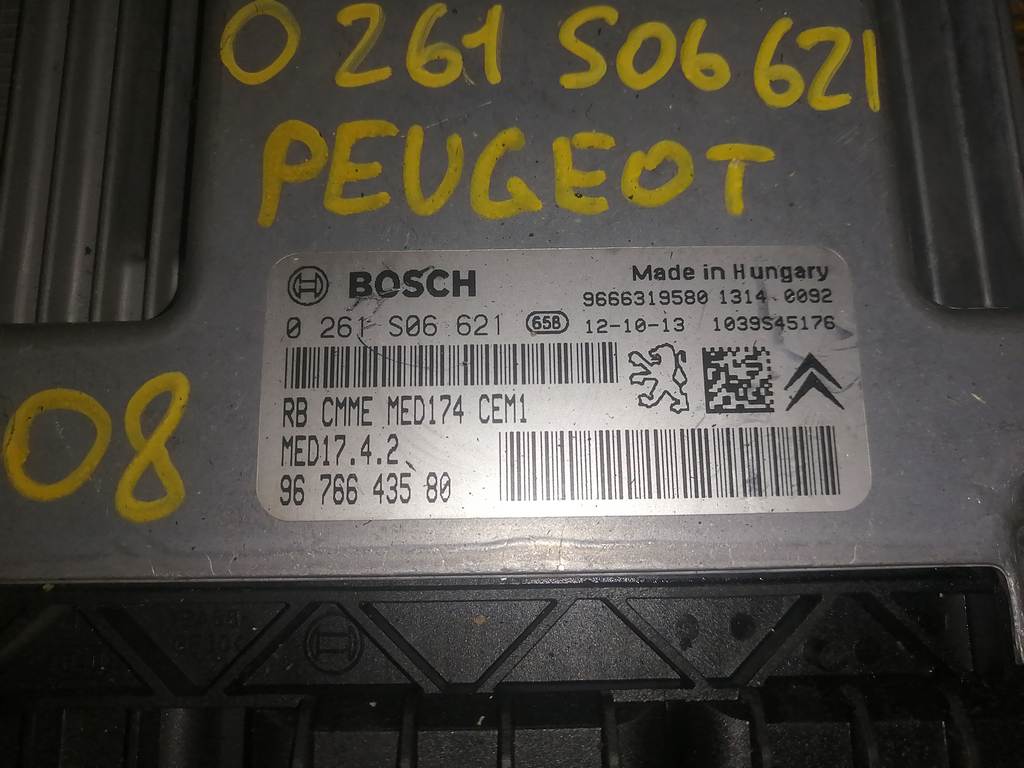 0 261 S06 621
PEUGEOT
08
BOSCH
Made in Hungary
9666319580 1314 0092
0 261 S06 621 65B 12-10-13 1039S45176
RB CMME MED174 CEM1
MED17.4.2
96 766 435 80